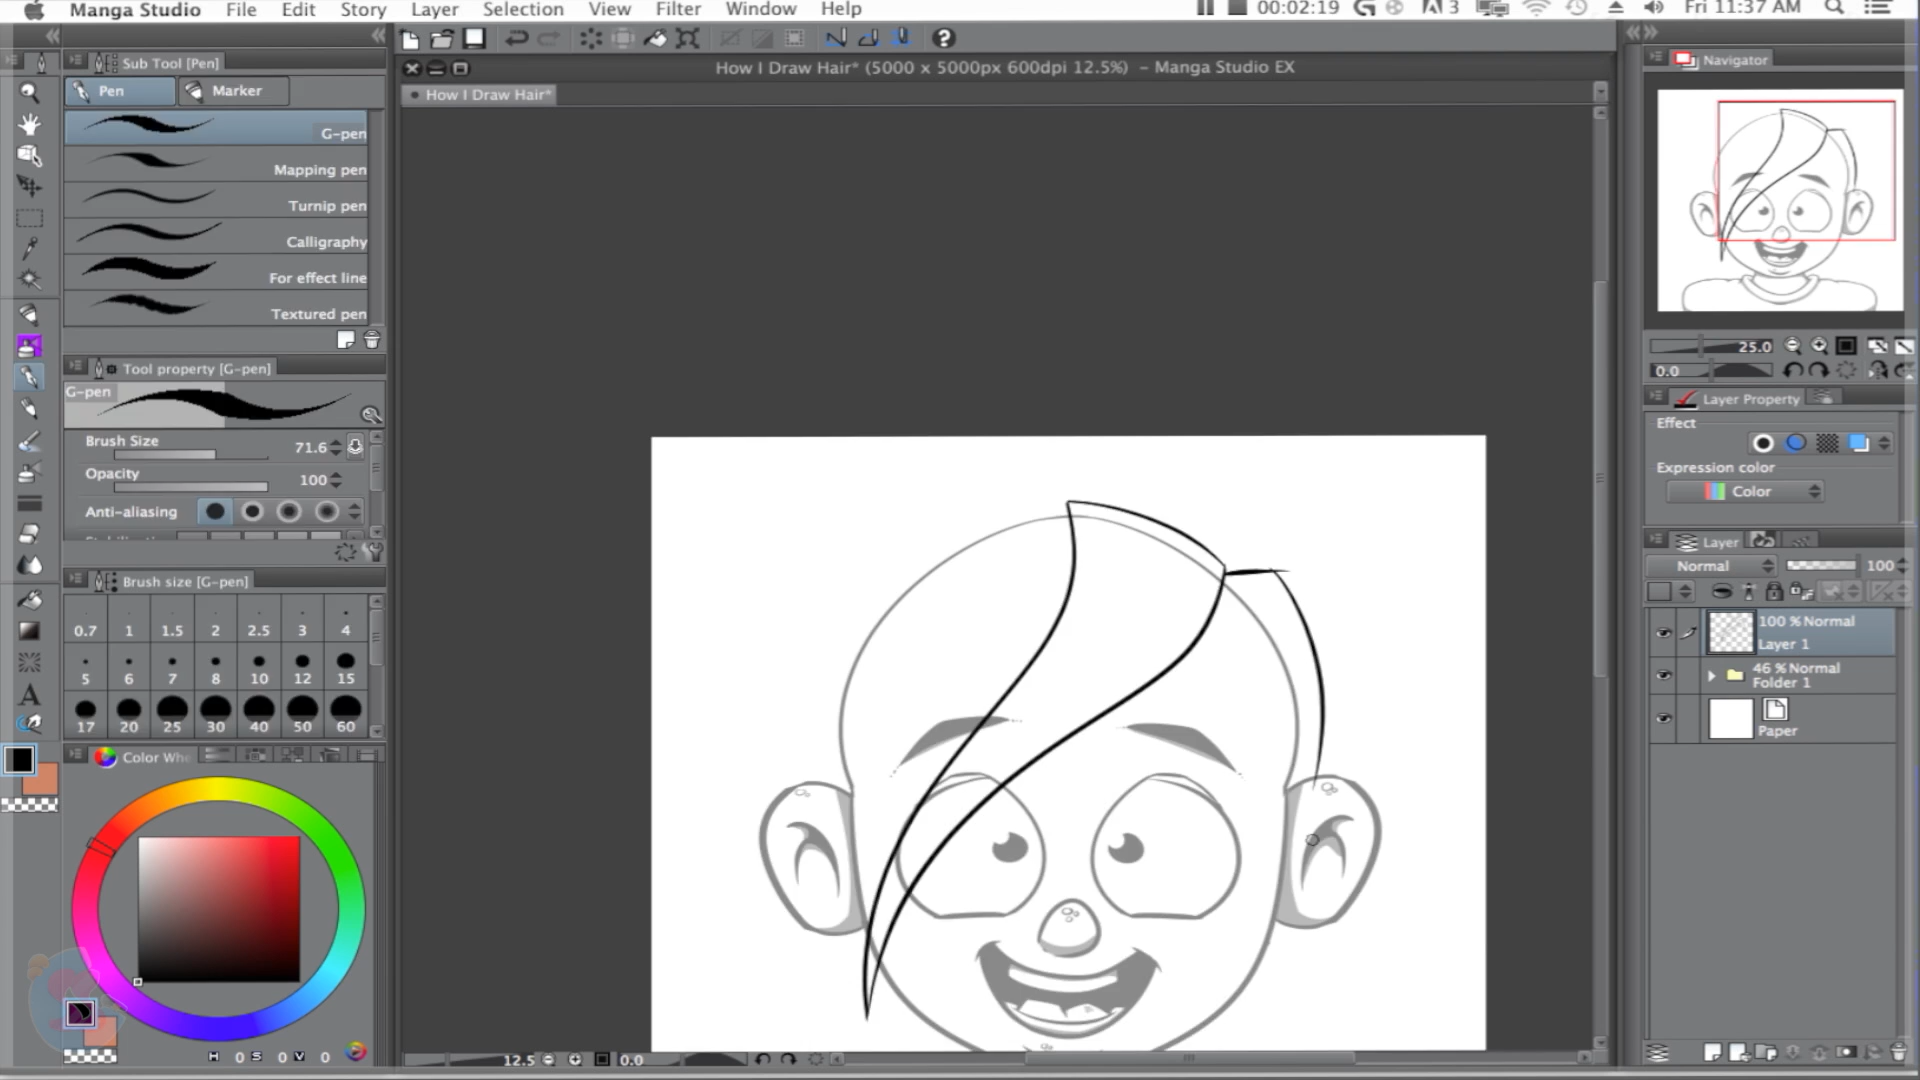 Manga Studio File Edit Story Layer Selection View Filter Window Help 00:02:19 3 Fri 11:37 AM
How I Draw Hair* (5000 x 5000px 600dpi 12.5%) - Manga Studio EX
How I Draw Hair*
Sub Tool [Pen]
Pen Marker
G-pen
Mapping pen
Turnip pen
Calligraphy
For effect line
Textured pen
Tool property [G-pen]
G-pen
Brush Size 71.6
Opacity 100
Anti-aliasing
Brush size [G-pen]
0.7 1 1.5 2 2.5 3 4
5 6 7 8 10 12 15
17 20 25 30 40 50 60
Color Whe
H 0 S 0 V 0
12.5 0.0
Navigator
25.0
0.0
Layer Property
Effect
Expression color
Color
Layer
Normal 100
100 % Normal
Layer 1
46 % Normal
Folder 1
Paper